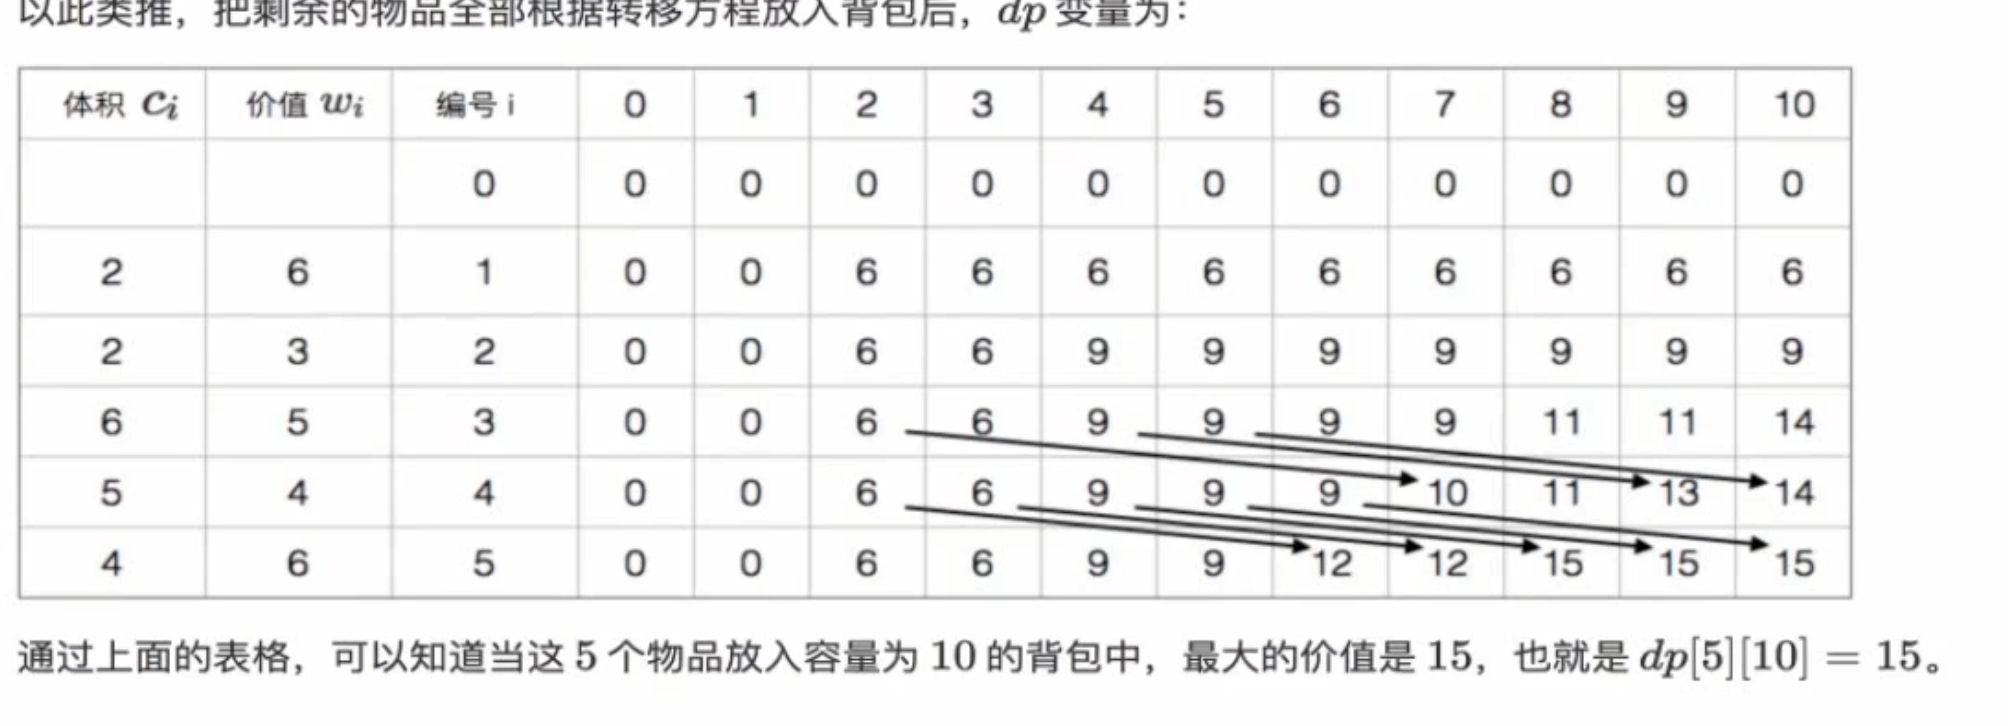 以此类推，把剩余的物品全部根据转移方程放入背包后，dp 变量为：
体积 ci 价值 wi 编号 i 0 1 2 3 4 5 6 7 8 9 10
0 0 0 0 0 0 0 0 0 0 0 0
2 6 1 0 0 6 6 6 6 6 6 6 6 6
2 3 2 0 0 6 6 9 9 9 9 9 9 9
6 5 3 0 0 6 6 9 9 9 9 11 11 14
5 4 4 0 0 6 6 9 9 9 10 11 13 14
4 6 5 0 0 6 6 9 9 12 12 15 15 15
通过上面的表格，可以知道当这 5 个物品放入容量为 10 的背包中，最大的价值是 15，也就是 dp[5][10] = 15。